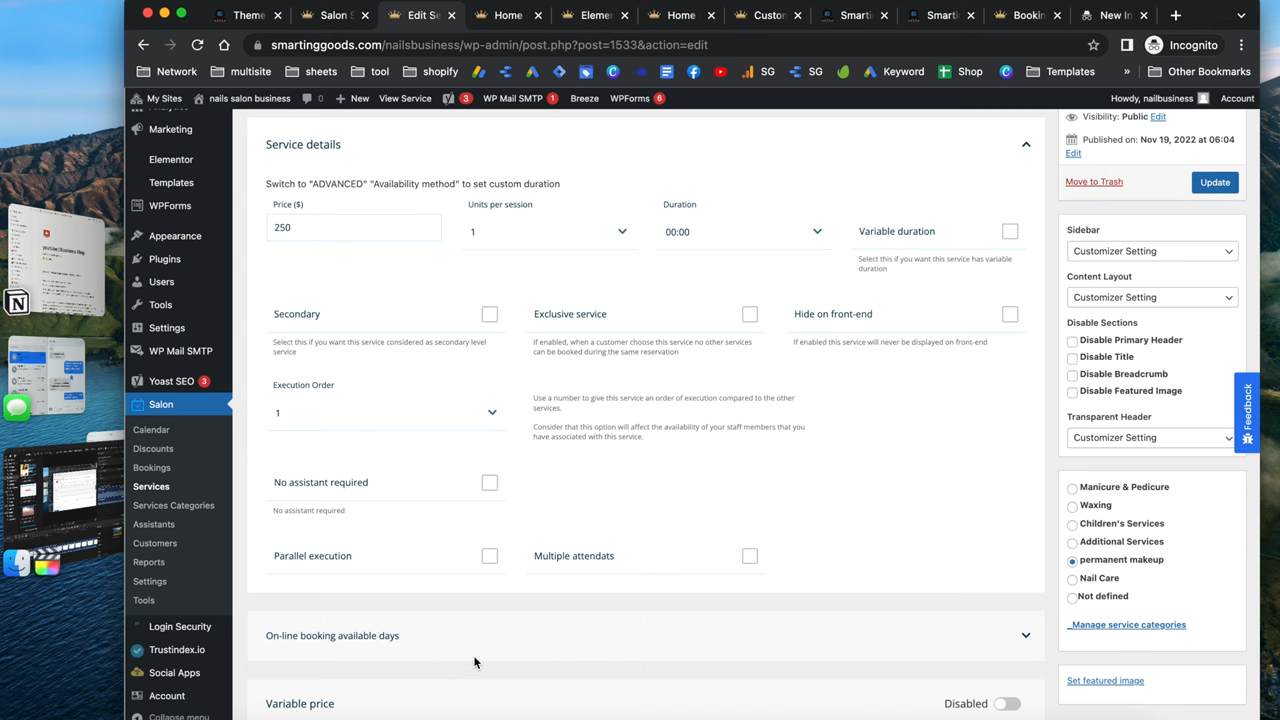 Theme
Salon S
Edit Se
Home
Elemen
Home
Custon
Smarti
Smartin
Bookin
New In
smartinggoods.com/nailsbusiness/wp-admin/post.php?post=1533&action=edit
Incognito
Network
multisite
sheets
tool
shopify
SG
SG
Keyword
Shop
Templates
»
Other Bookmarks
My Sites
nails salon business
0
New
View Service
3
WP Mail SMTP 1
Breeze
WPForms 6
Howdy, nailbusiness
Account
Marketing
Elementor
Templates
WPForms
Appearance
Plugins
Users
Tools
Settings
WP Mail SMTP
Yoast SEO 3
Salon
Calendar
Discounts
Bookings
Services
Services Categories
Assistants
Customers
Reports
Settings
Tools
Login Security
Trustindex.io
Social Apps
Account
Collapse menu
Service details
Switch to "ADVANCED" "Availability method" to set custom duration
Price ($)
Units per session
Duration
250
1
00:00
Variable duration
Select this if you want this service has variable
duration
Secondary
Exclusive service
Hide on front-end
Select this if you want this service considered as secondary level
service
If enabled, when a customer choose this service no other services
can be booked during the same reservation
If enabled this service will never be displayed on front-end
Execution Order
1
Use a number to give this service an order of execution compared to the other
services.
Consider that this option will affect the availability of your staff members that you
have associated with this service.
No assistant required
No assistant required
Parallel execution
Multiple attendats
On-line booking available days
Variable price
Disabled
Visibility: Public Edit
Published on: Nov 19, 2022 at 06:04
Edit
Move to Trash
Update
Sidebar
Customizer Setting
Content Layout
Customizer Setting
Disable Sections
Disable Primary Header
Disable Title
Disable Breadcrumb
Disable Featured Image
Transparent Header
Customizer Setting
Feedback
Manicure & Pedicure
Waxing
Children's Services
Additional Services
permanent makeup
Nail Care
Not defined
_Manage service categories
Set featured image